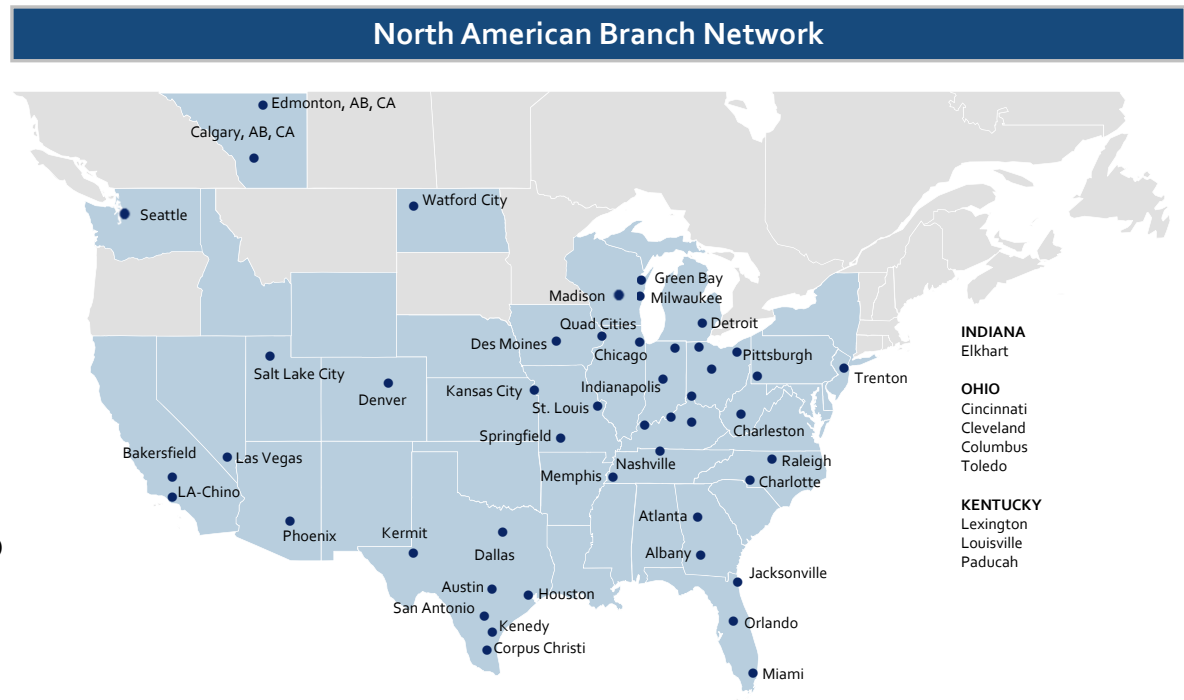 North American Branch Network
Edmonton, AB, CA
Calgary, AB, CA
Watford City
Seattle
Green Bay
Madison
Milwaukee
Quad Cities
Detroit
Des Moines
Chicago
Pittsburgh
Salt Lake City
Trenton
Denver
Kansas City
Indianapolis
St. Louis
Springfield
Charleston
Bakersfield
Las Vegas
Nashville
Raleigh
Memphis
Charlotte
LA-Chino
Phoenix
Kermit
Atlanta
Dallas
Albany
Jacksonville
Austin
Houston
San Antonio
Orlando
Kenedy
Corpus Christi
Miami
INDIANA
Elkhart
OHIO
Cincinnati
Cleveland
Columbus
Toledo
KENTUCKY
Lexington
Louisville
Paducah
)